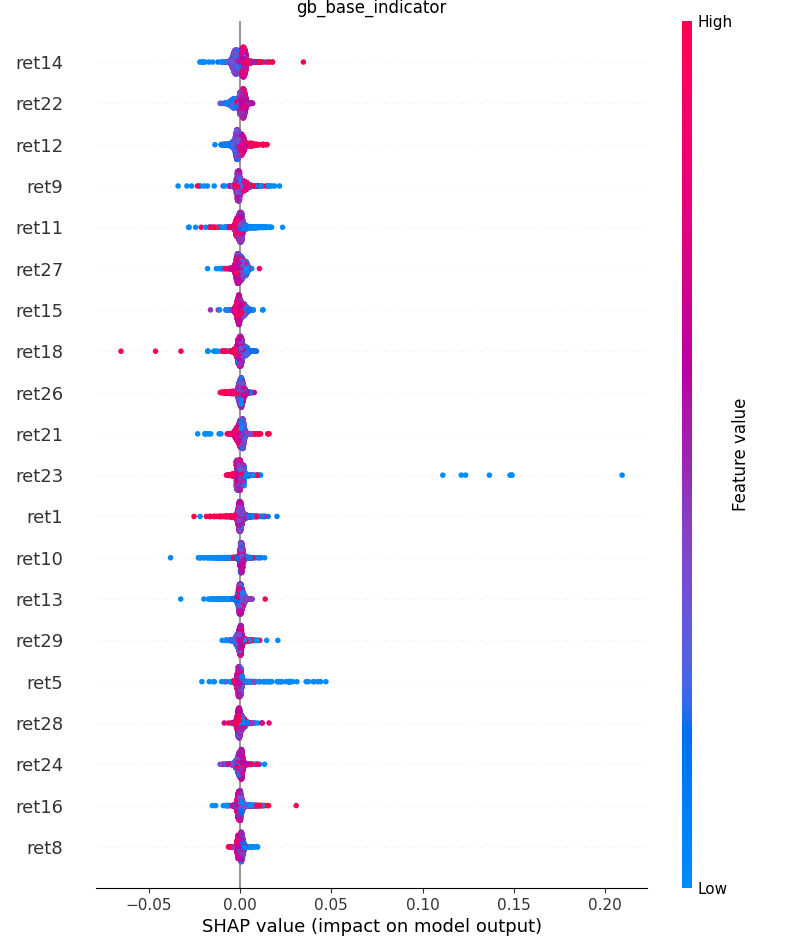 gb_base_indicator
High
ret14
ret22
ret12
ret9
ret11
ret27
ret15
ret18
ret26
ret21
ret23
ret1
ret10
ret13
ret29
ret5
ret28
ret24
ret16
ret8
Feature value
Low
−0.05 0.00 0.05 0.10 0.15 0.20
SHAP value (impact on model output)